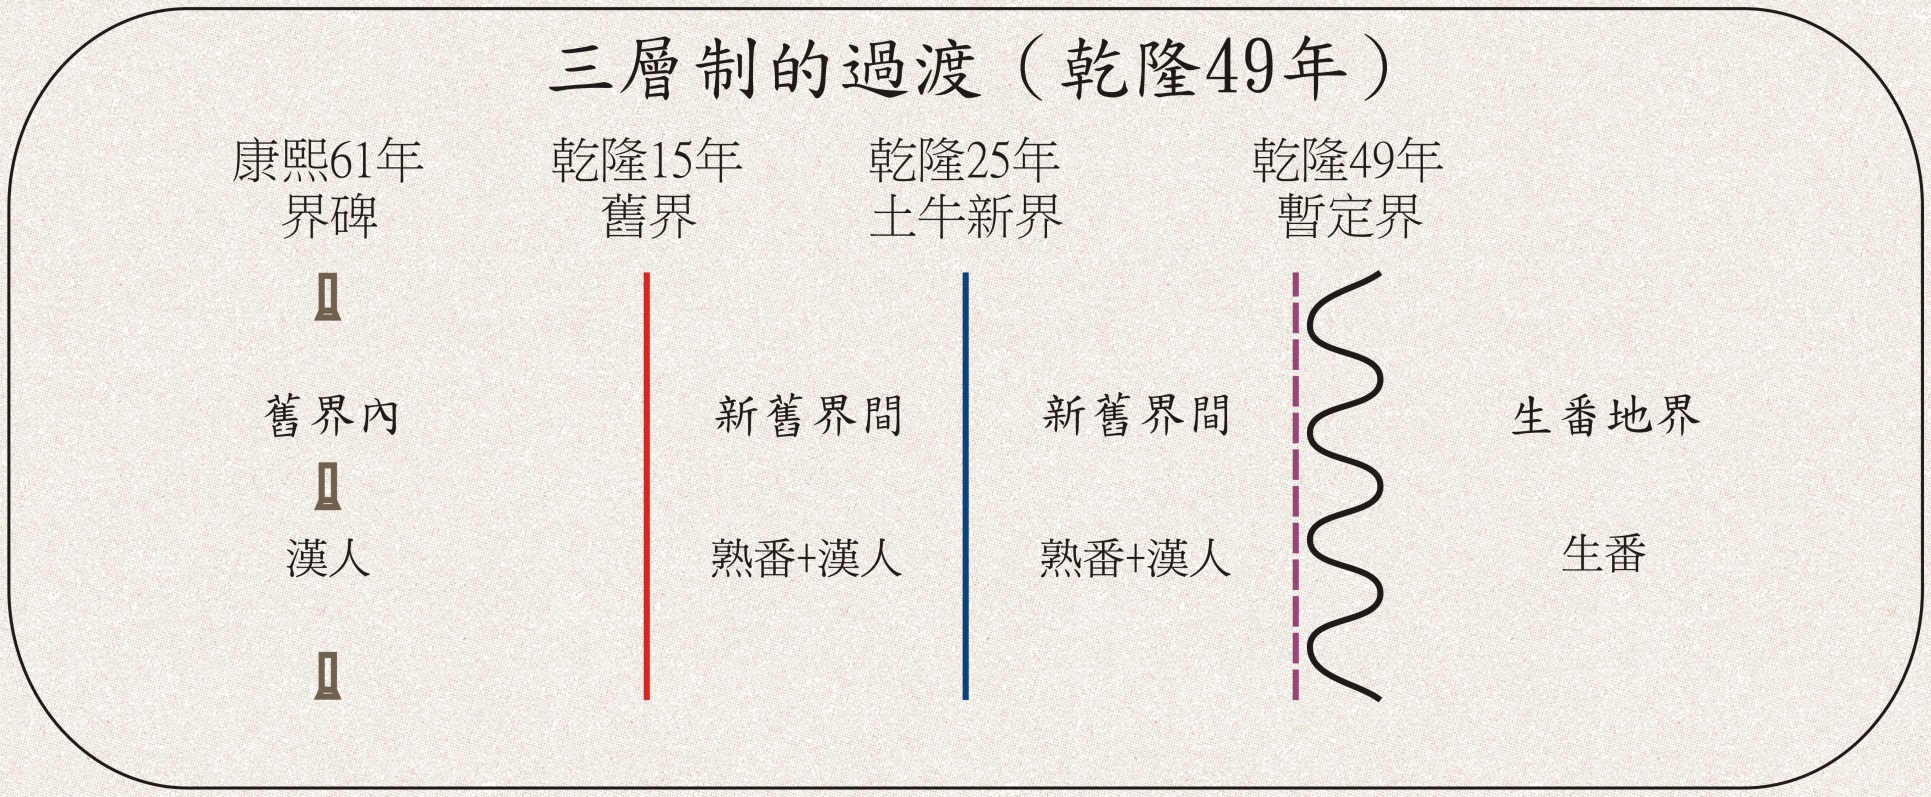 三層制的過渡（乾隆49年）
康熙61年
界碑
乾隆15年
舊界
乾隆25年
土牛新界
乾隆49年
暫定界
舊界內
新舊界間
新舊界間
生番地界
漢人
熟番+漢人
熟番+漢人
生番